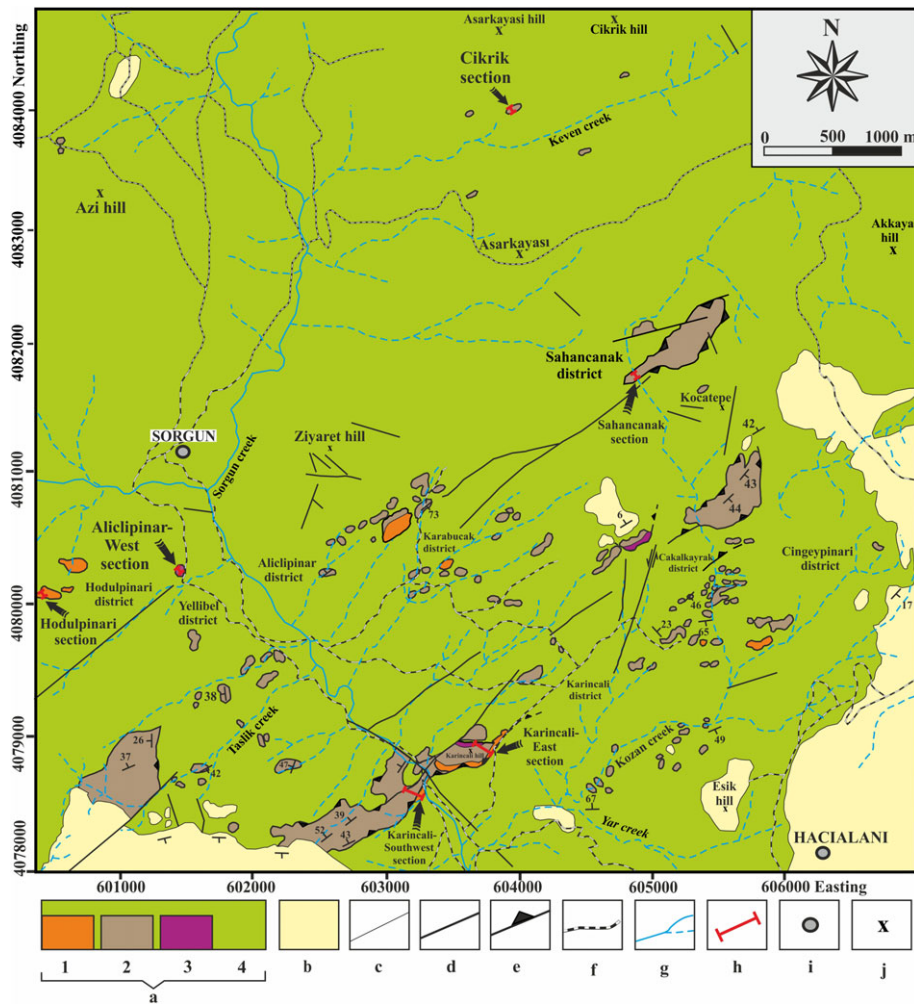 Northing
4084000
4083000
4082000
4081000
4080000
4079000
4078000
Asarkayasi hill
x
x
Cikrik hill
N
0 500 1000 m
Cikrik
section
Keven creek
x
Azi hill
Asarkayası
x
Akkaya
hill
x
Sahancanak
district
Sahancanak
section
Kocatepe
x
SORGUN
Ziyaret hill
x
Sorgun creek
42
43
44
73
6
Aliclipinar-
West
section
Aliclipinar
district
Karabucak
district
Cakalkayrak
district
Cingeypinari
district
Hodulpinari
district
Hodulpinari
section
Yellibel
district
46
23
65
17
38
Karincali
district
Taslik creek
26
37
42
47
Karincali hill
x
Karincali-
East
section
Kozan creek
49
67
Esik
hill
x
39
52
43
Karincali-
Southwest
section
Yar creek
HACIALANI
601000 602000 603000 604000 605000 606000 Easting
1 2 3 4
a
b c d e f g h i j
x